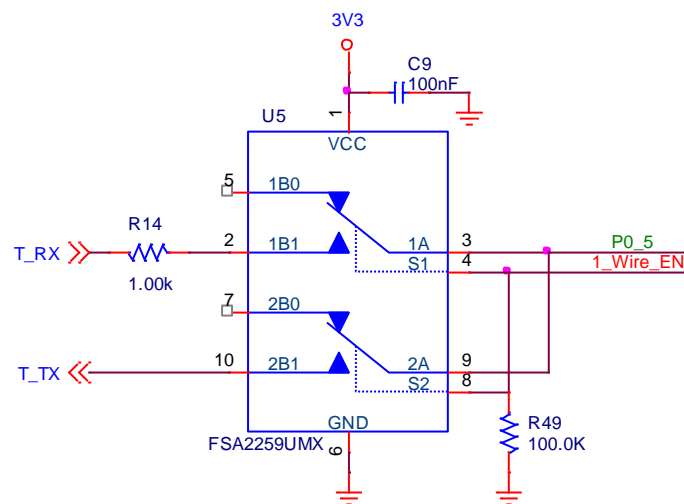 3V3
C9
100nF
U5
1
VCC
5
1B0
R14
T_RX
1.00k
2
1B1
1A
3
P0_5
S1
4
1_Wire_EN
7
2B0
T_TX
10
2B1
2A
9
S2
8
GND
6
FSA2259UMX
R49
100.0K